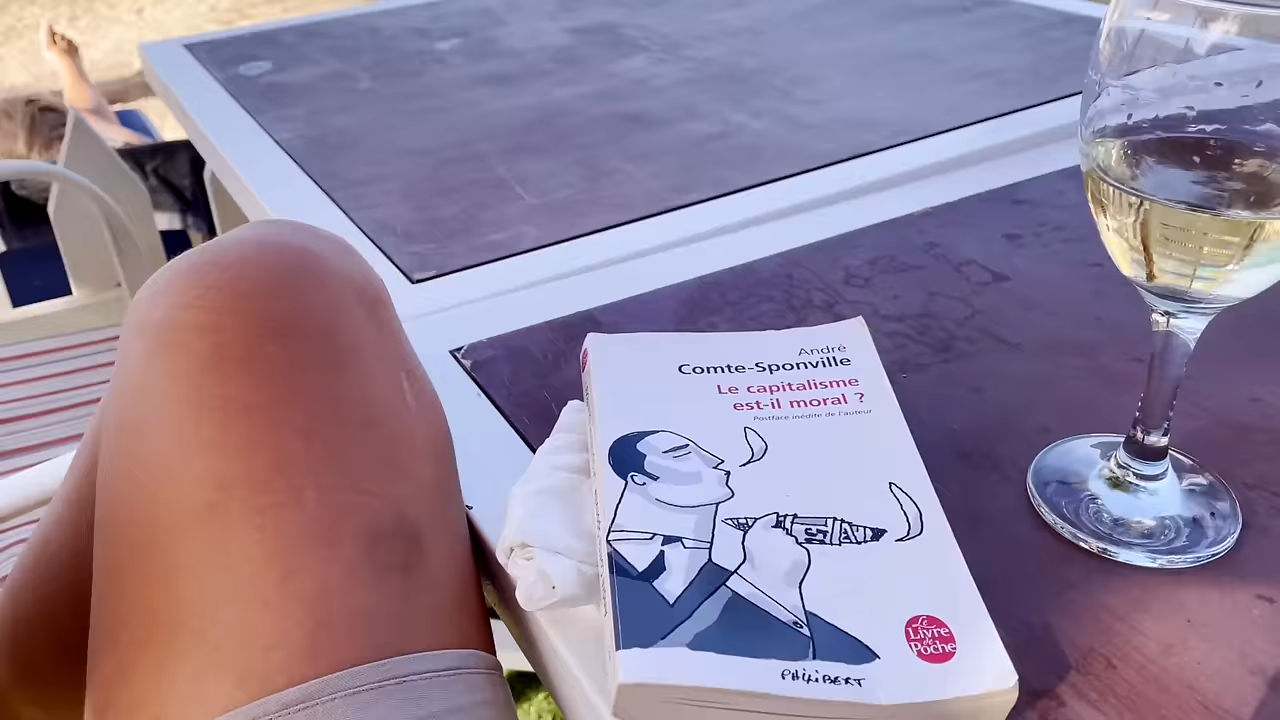 André
Comte-Sponville
Le capitalisme
est-il moral ?
Postface inédite de l'auteur
Le
Livre
de
Poche
PHILIBERT